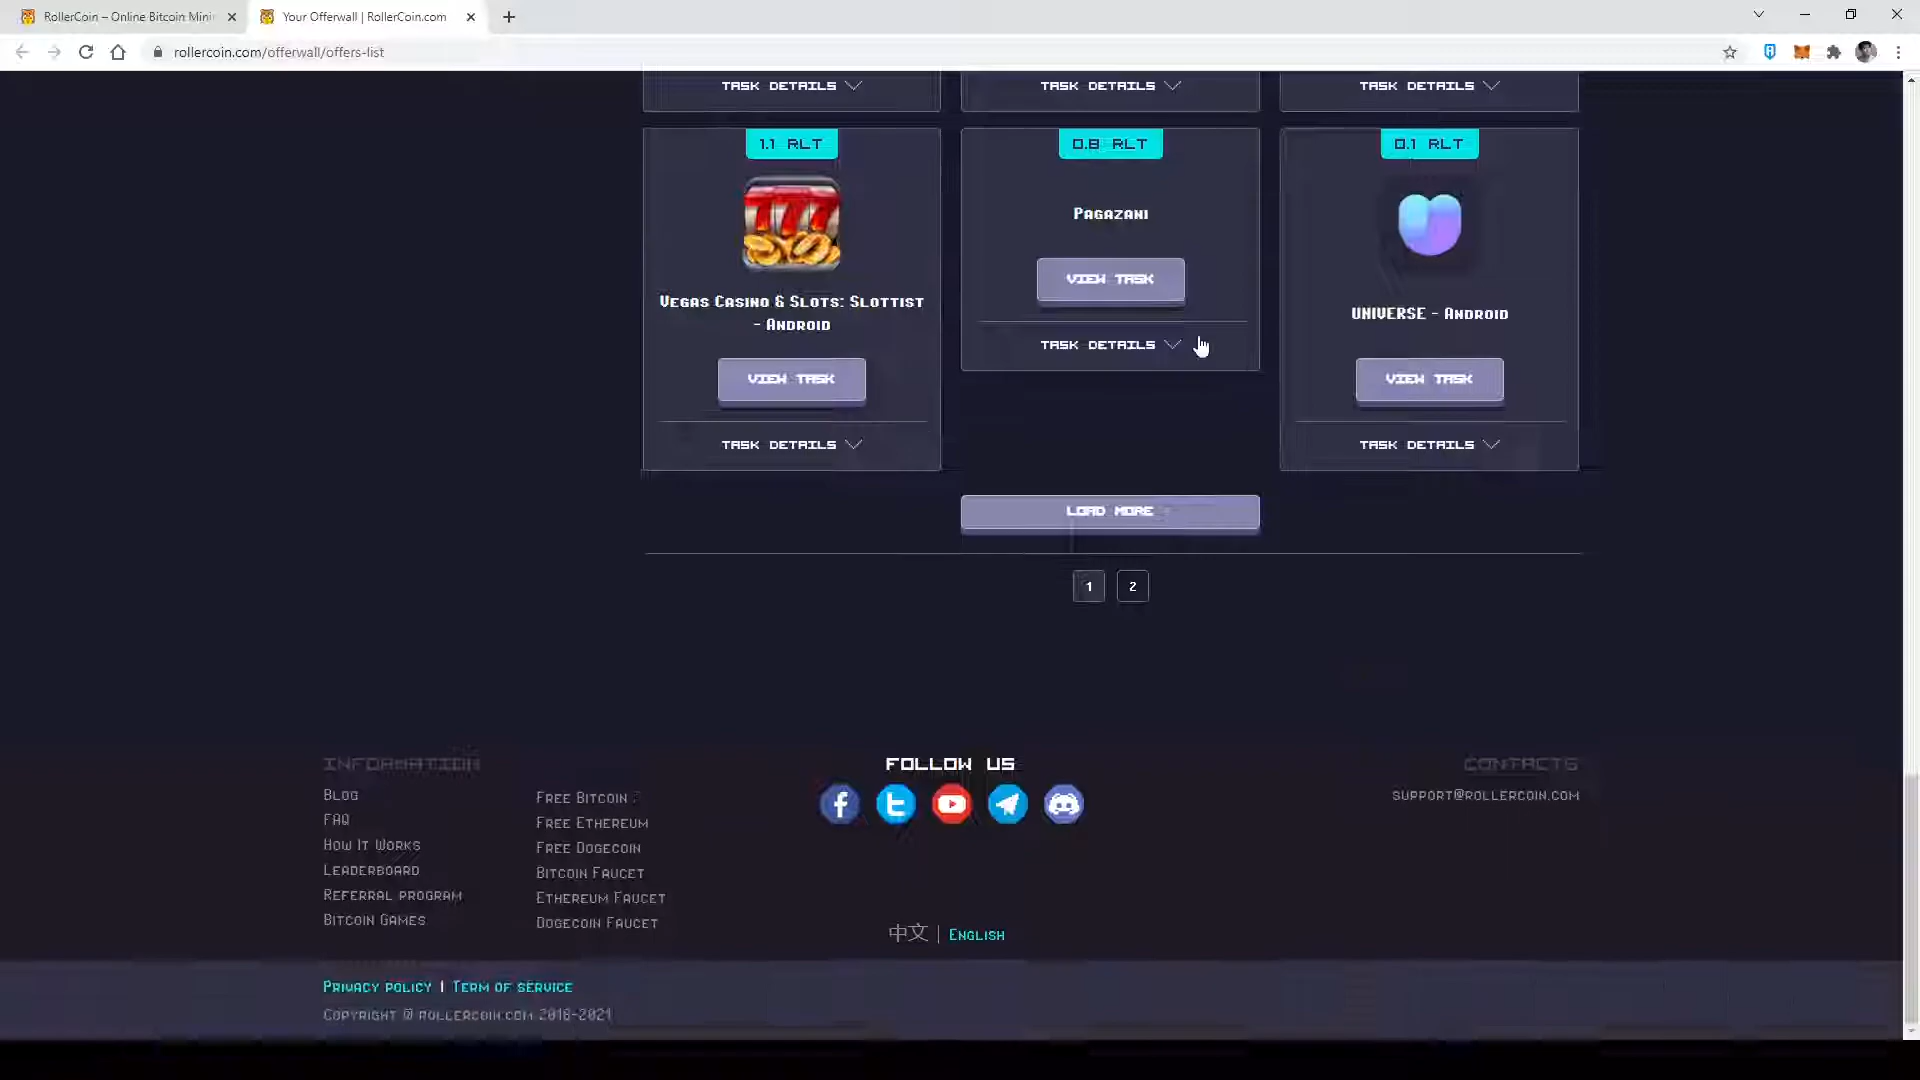 RollerCoin – Online Bitcoin Mini
Your Offerwall | RollerCoin.com
rollercoin.com/offerwall/offers-list
TASK DETAILS
TASK DETAILS
TASK DETAILS
1.1 RLT
0.8 RLT
0.1 RLT
777
Pagazani
VIEW TASK
TASK DETAILS
Vegas Casino & Slots: Slottist
- Android
UNIVERSE - Android
VIEW TASK
VIEW TASK
TASK DETAILS
TASK DETAILS
LOAD MORE
1
2
INFORMATION
Blog
FAQ
How It Works
Leaderboard
Referral program
Bitcoin Games
Free Bitcoin
Free Ethereum
Free Dogecoin
Bitcoin Faucet
Ethereum Faucet
Dogecoin Faucet
FOLLOW US
中文 | English
CONTACTS
support@rollercoin.com
Privacy policy | Term of service
Copyright @ rollercoin.com 2018-2021